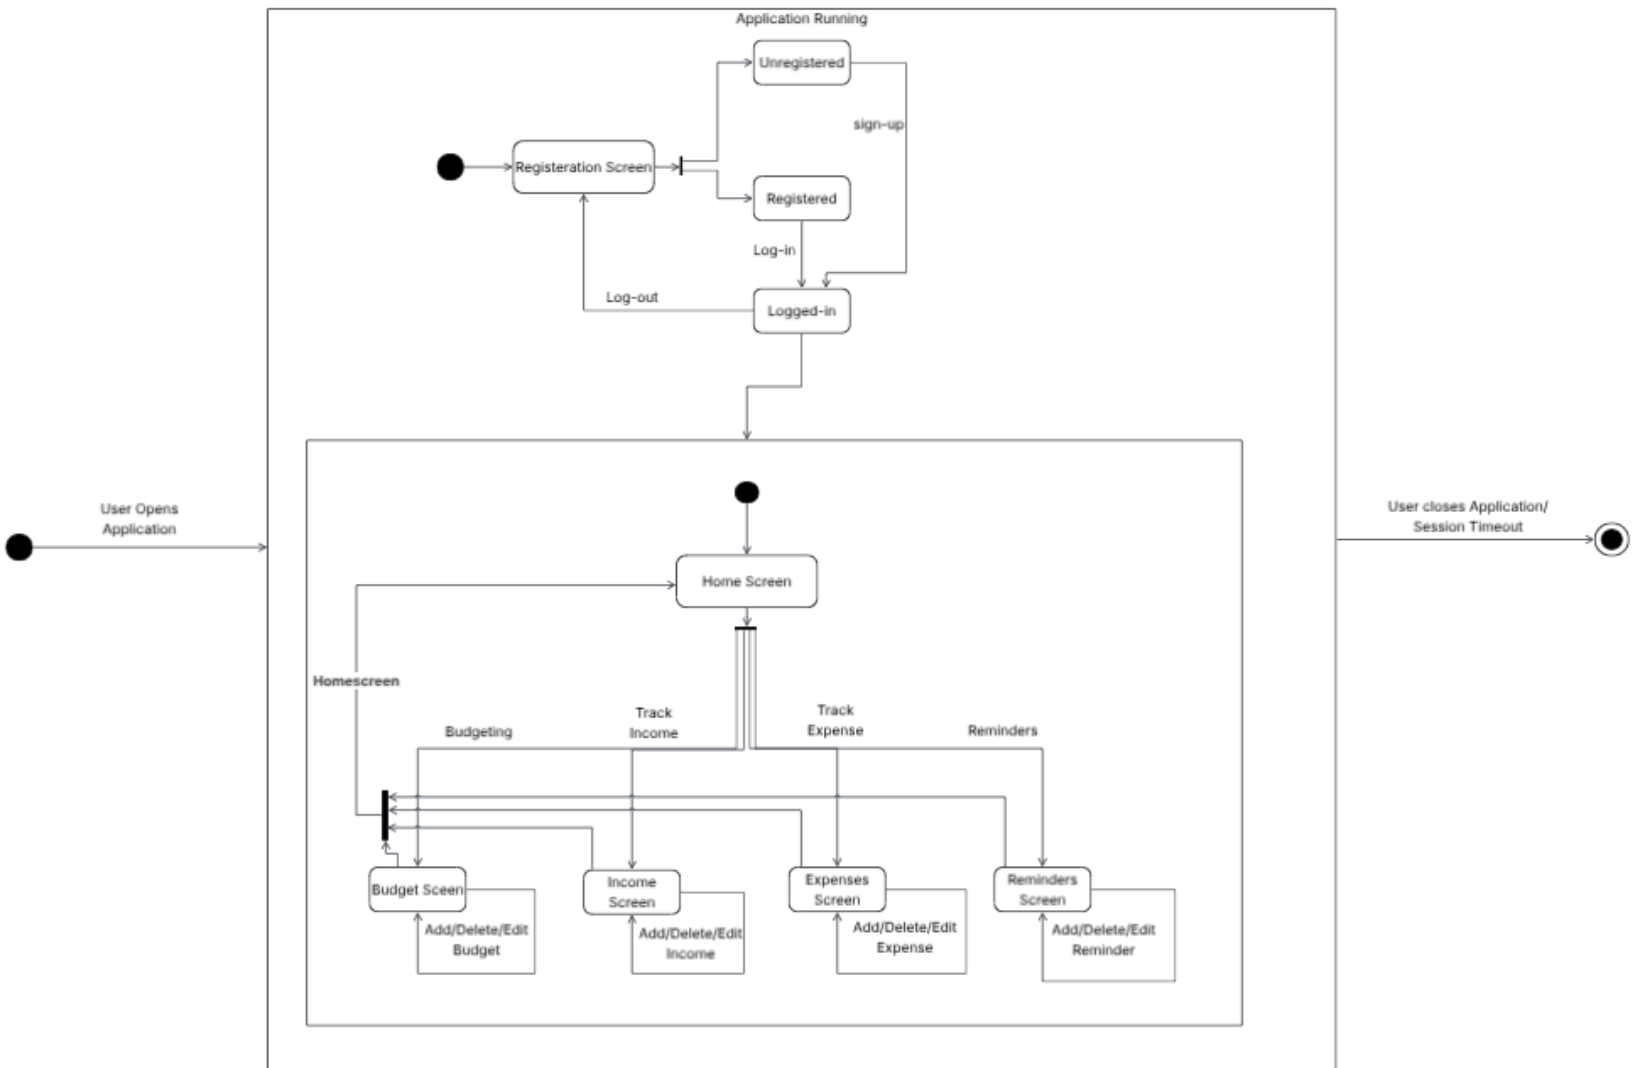 Application Running
Unregistered
sign-up
Registeration Screen
Registered
Log-in
Log-out
Logged-in
User Opens
Application
User closes Application/
Session Timeout
Home Screen
Homescreen
Budgeting
Track
Income
Track
Expense
Reminders
Budget Sceen
Income
Screen
Expenses
Screen
Reminders
Screen
Add/Delete/Edit
Budget
Add/Delete/Edit
Income
Add/Delete/Edit
Expense
Add/Delete/Edit
Reminder